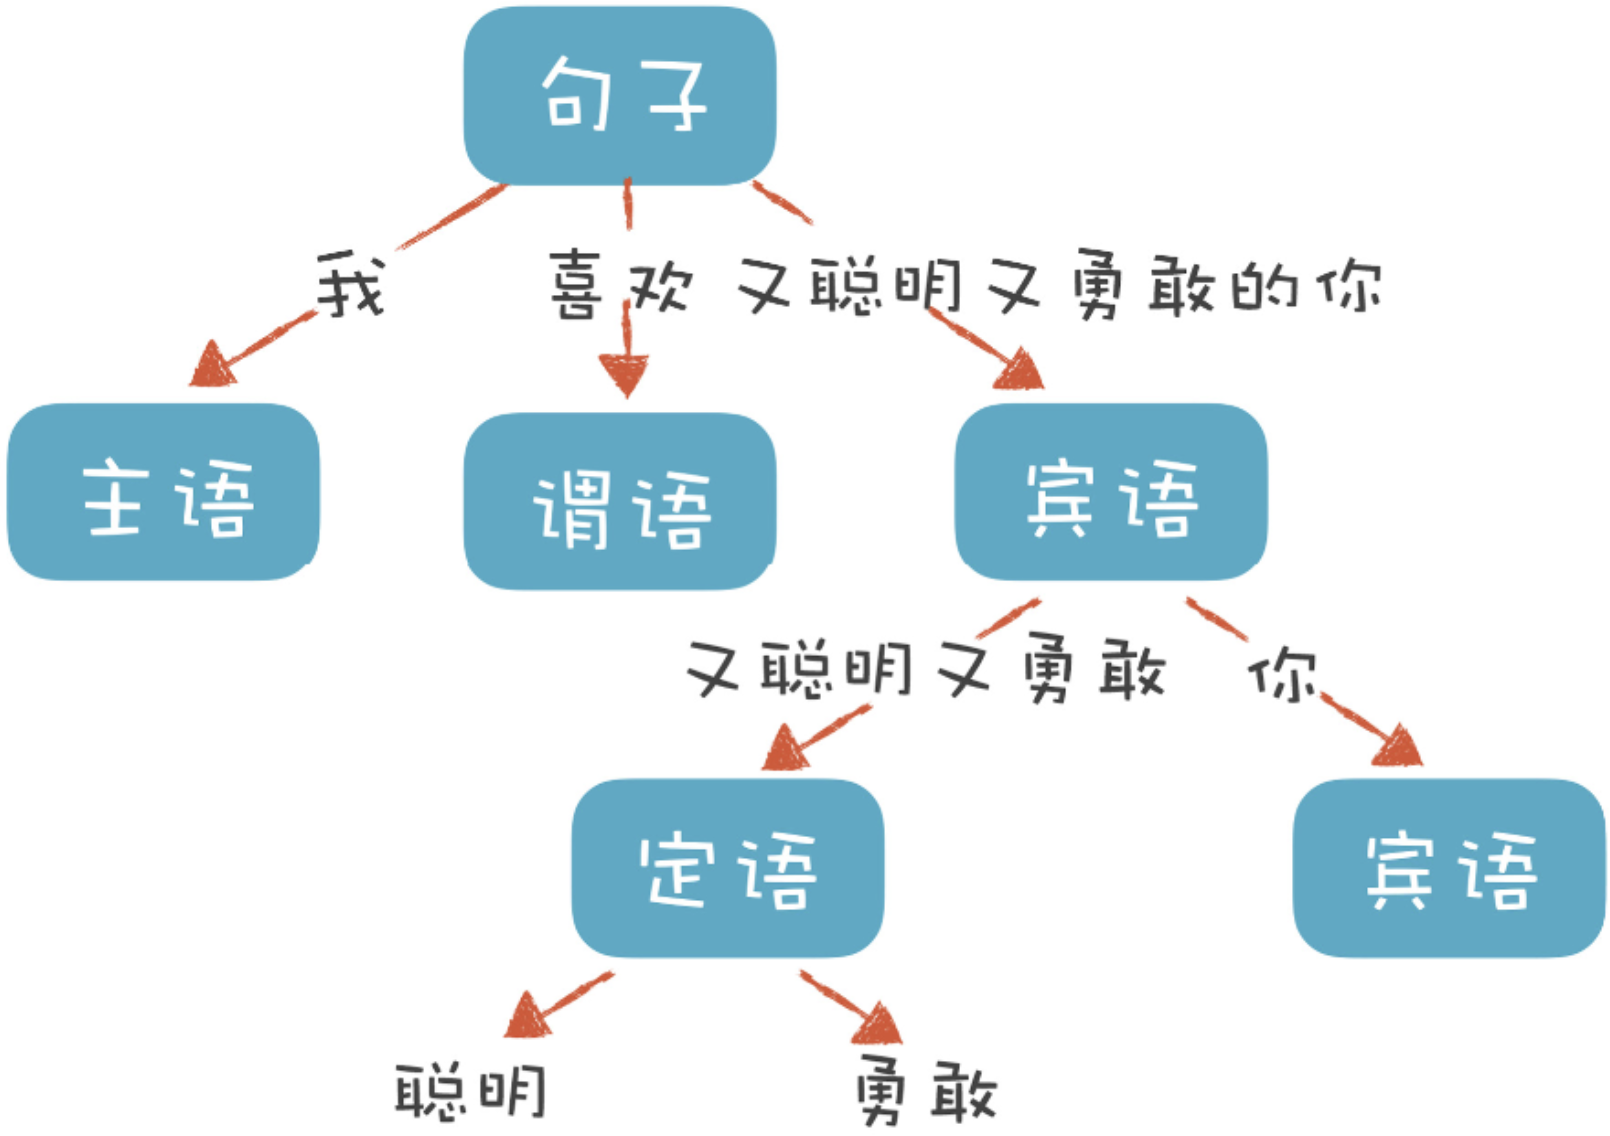 句子
我 喜欢 又聪明又勇敢的你
主语 谓语 宾语
又聪明又勇敢 你
定语 宾语
聪明 勇敢